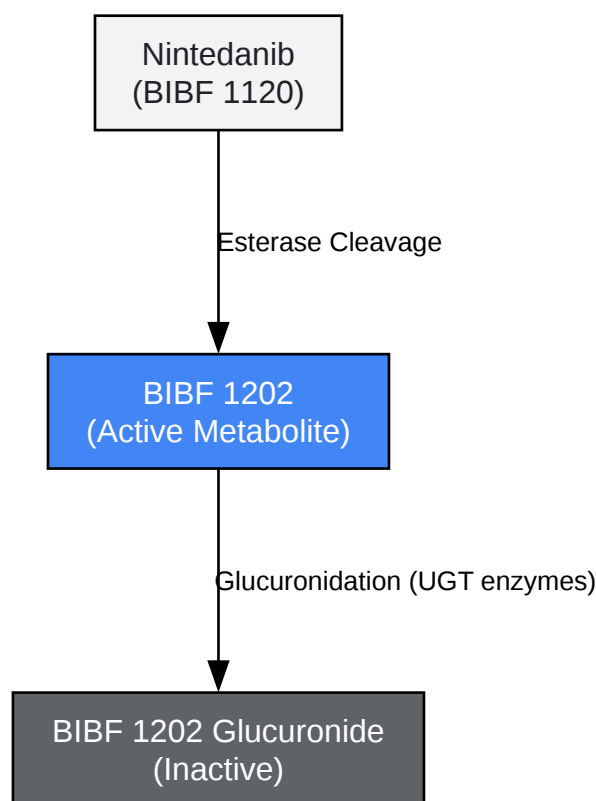 Nintedanib
(BIBF 1120)
Esterase Cleavage
BIBF 1202
(Active Metabolite)
Glucuronidation (UGT enzymes)
BIBF 1202 Glucuronide
(Inactive)